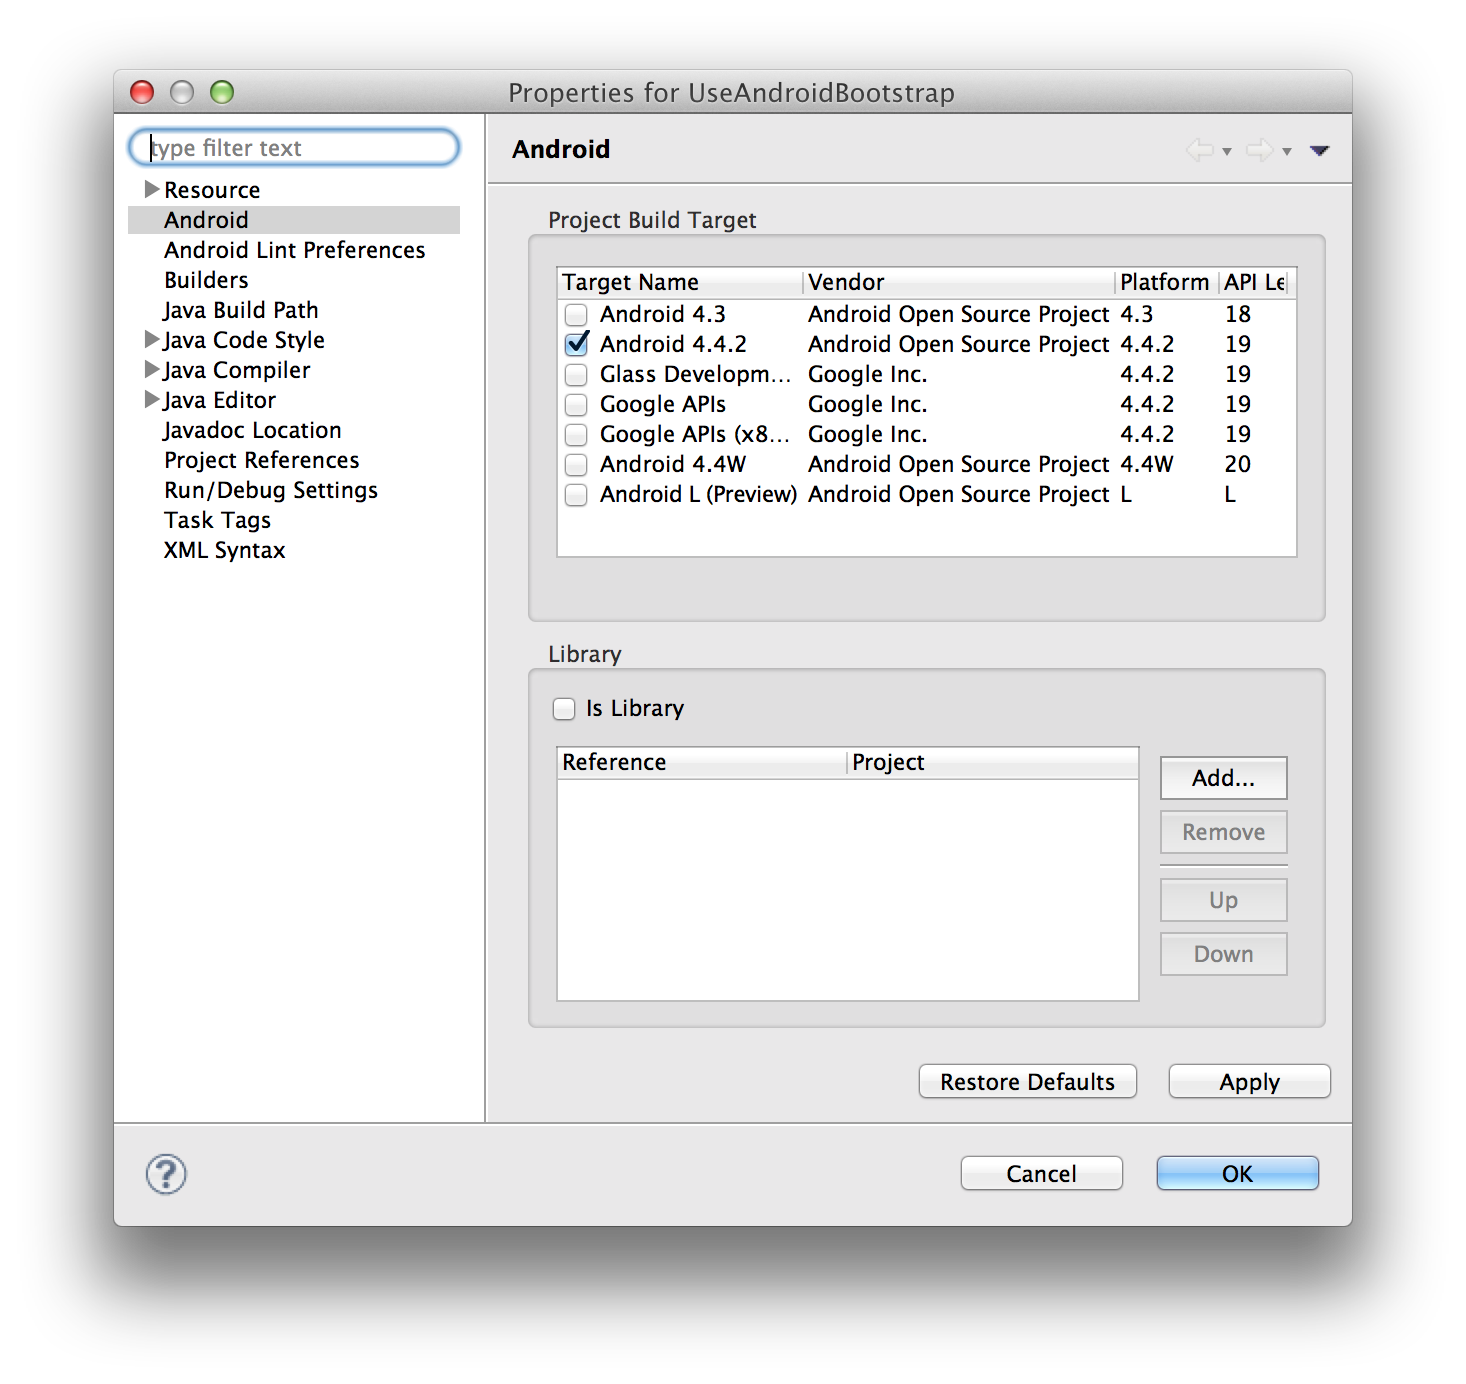 Properties for UseAndroidBootstrap
type filter text
Resource
Android
Android Lint Preferences
Builders
Java Build Path
Java Code Style
Java Compiler
Java Editor
Javadoc Location
Project References
Run/Debug Settings
Task Tags
XML Syntax
Android
Project Build Target
Target Name Vendor Platform API Le
Android 4.3 Android Open Source Project 4.3 18
Android 4.4.2 Android Open Source Project 4.4.2 19
Glass Developm... Google Inc. 4.4.2 19
Google APIs Google Inc. 4.4.2 19
Google APIs (x8... Google Inc. 4.4.2 19
Android 4.4W Android Open Source Project 4.4W 20
Android L (Preview) Android Open Source Project L L
Library
Is Library
Reference Project
Add...
Remove
Up
Down
Restore Defaults Apply
? Cancel OK